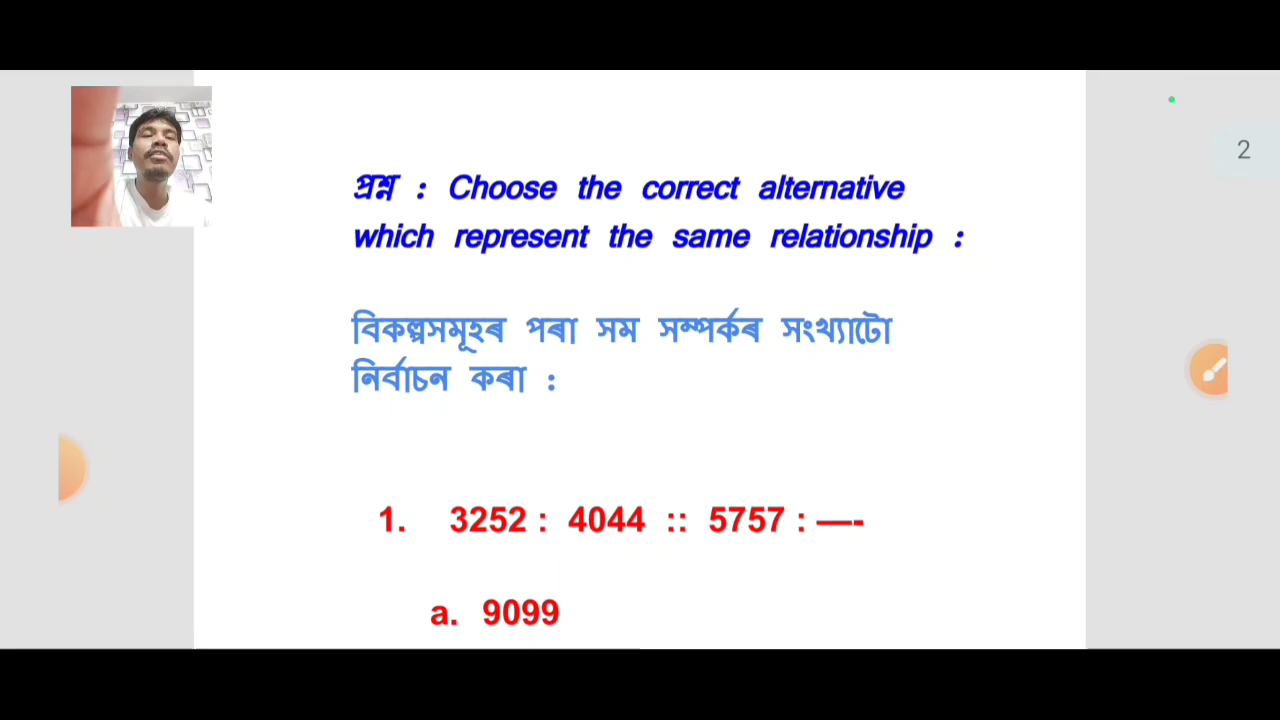 প্ৰশ্ন : Choose the correct alternative
which represent the same relationship :
বিকল্পসমূহৰ পৰা সম সম্পৰ্কৰ সংখ্যাটো
নিৰ্বাচন কৰা :
1. 3252 : 4044 :: 5757 : —-
a. 9099
2